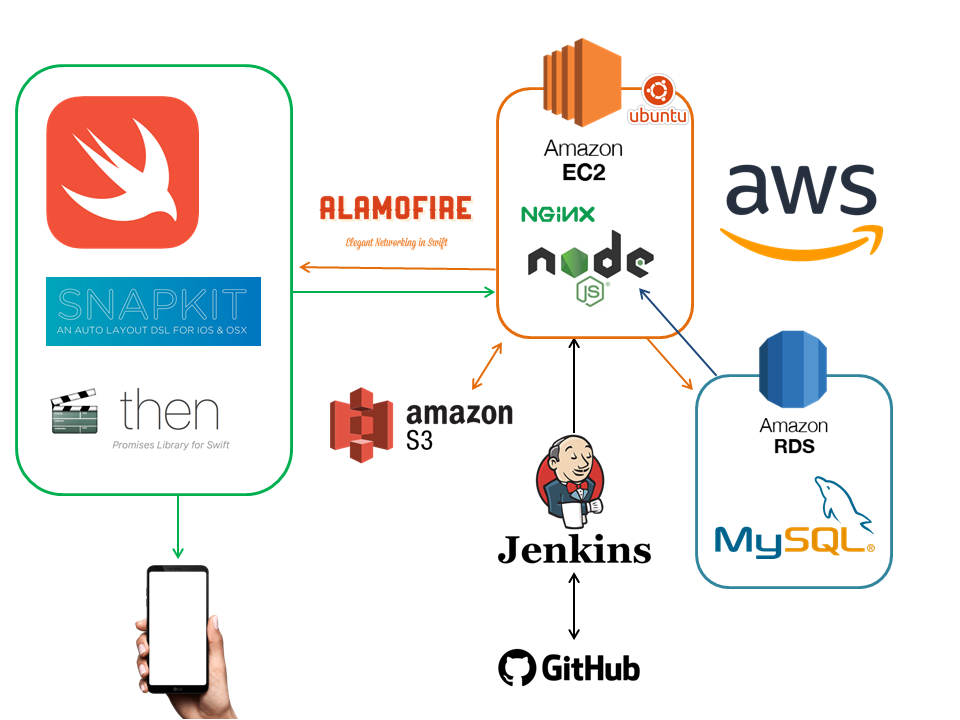 SNAPKIT
AN AUTO LAYOUT DSL FOR IOS & OSX
then
Promises Library for Swift
ALAMOFIRE
Elegant Networking in Swift
ubuntu
Amazon
EC2
NGINX
node
JS®
aws
amazon
S3
Jenkins
GitHub
Amazon
RDS
MySQL®
LG